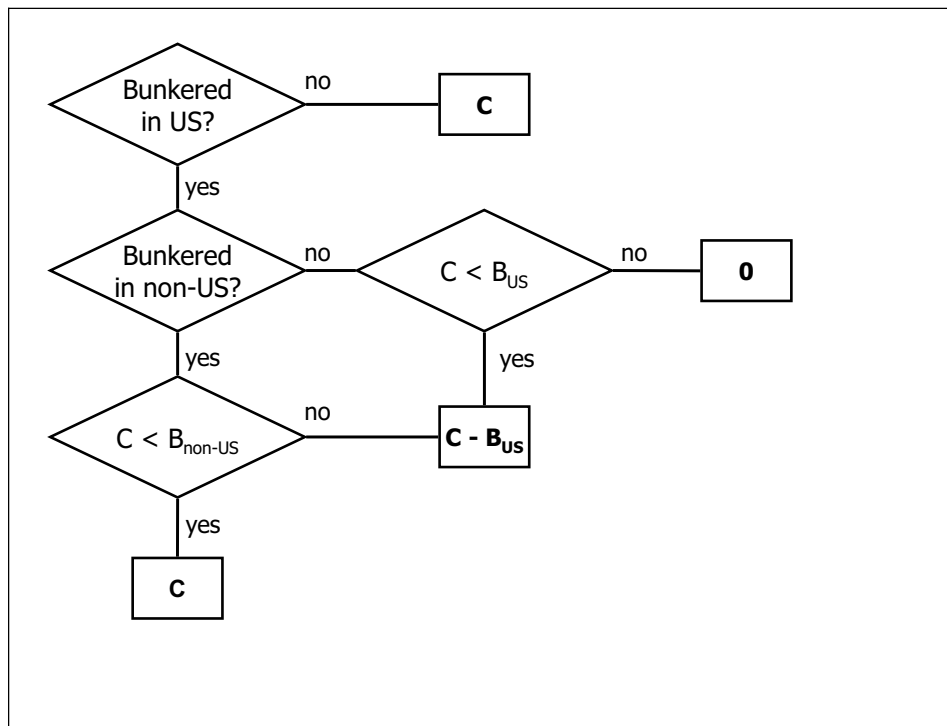 Bunkered
in US?
no
C
yes
Bunkered
in non-US?
no
C < B_US
no
0
yes
yes
C < B_non-US
no
C - B_US
yes
C